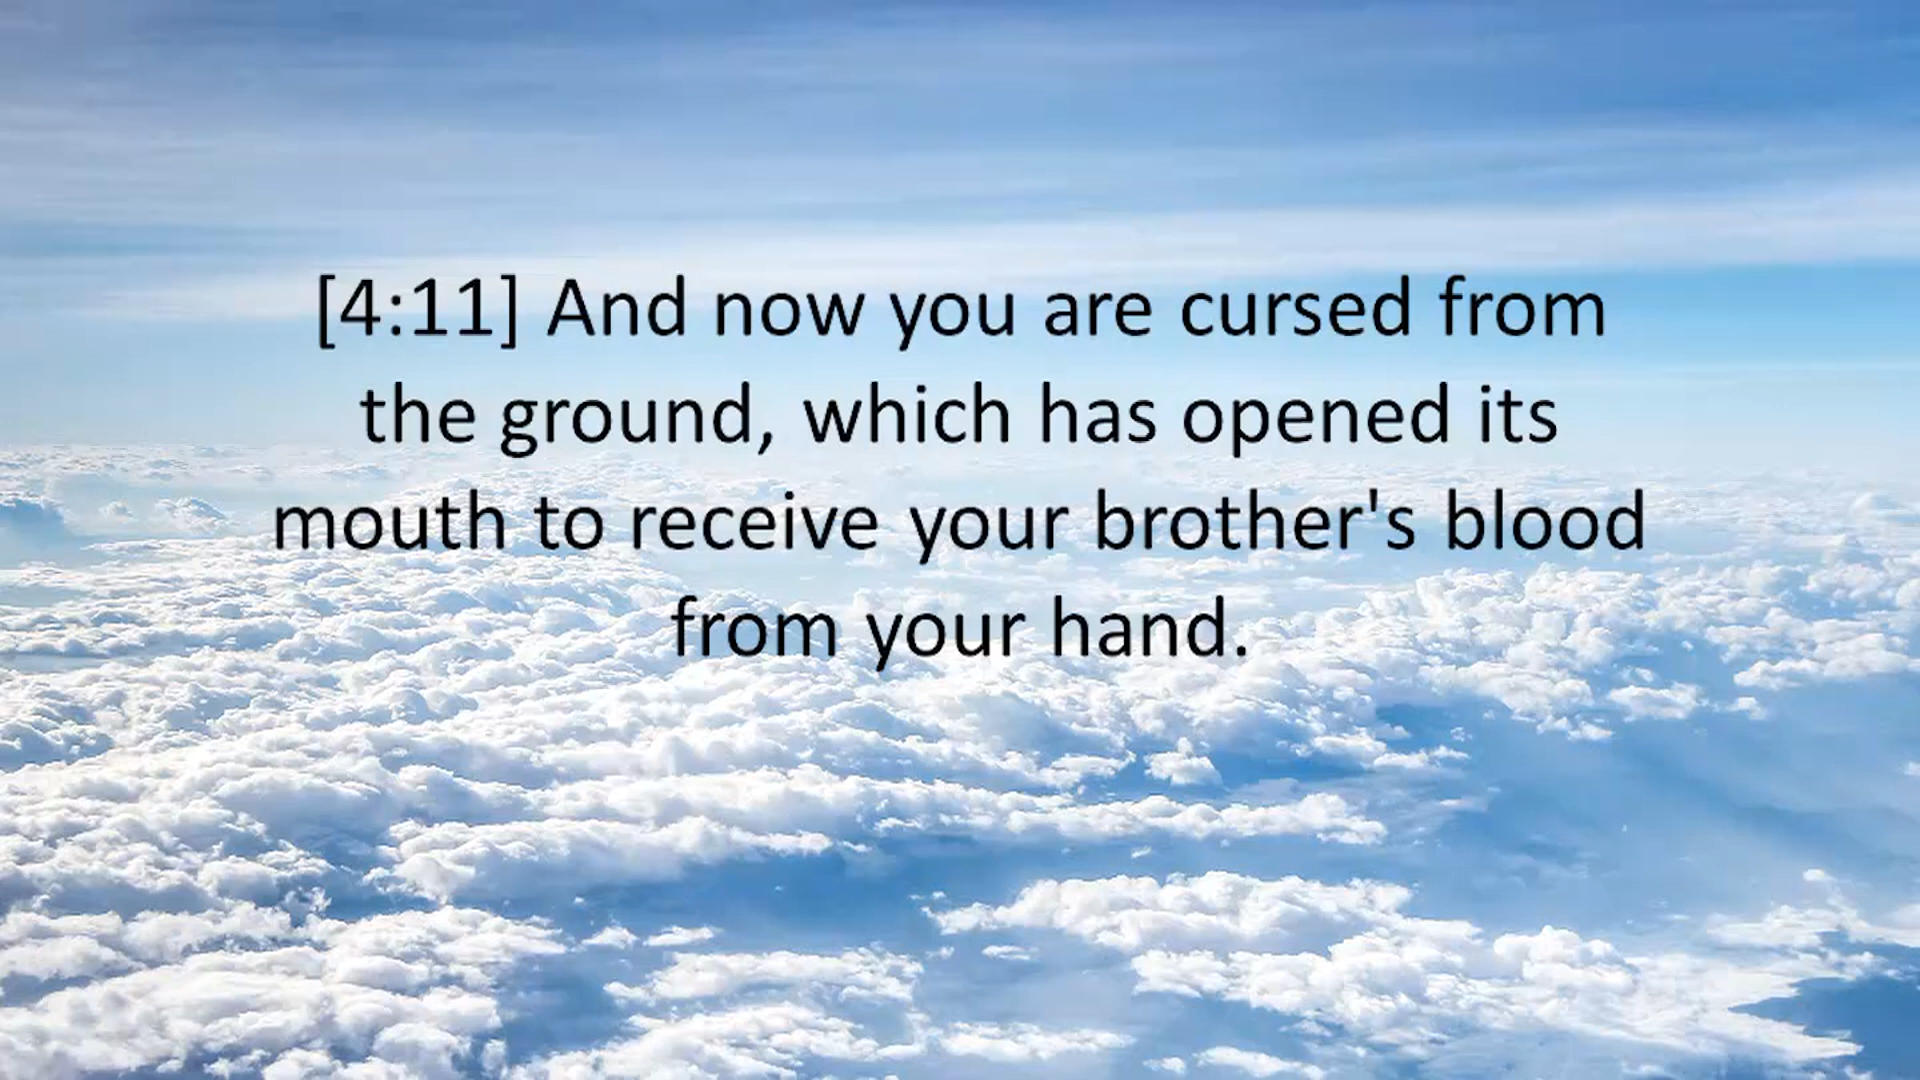 [4:11] And now you are cursed from
the ground, which has opened its
mouth to receive your brother's blood
from your hand.